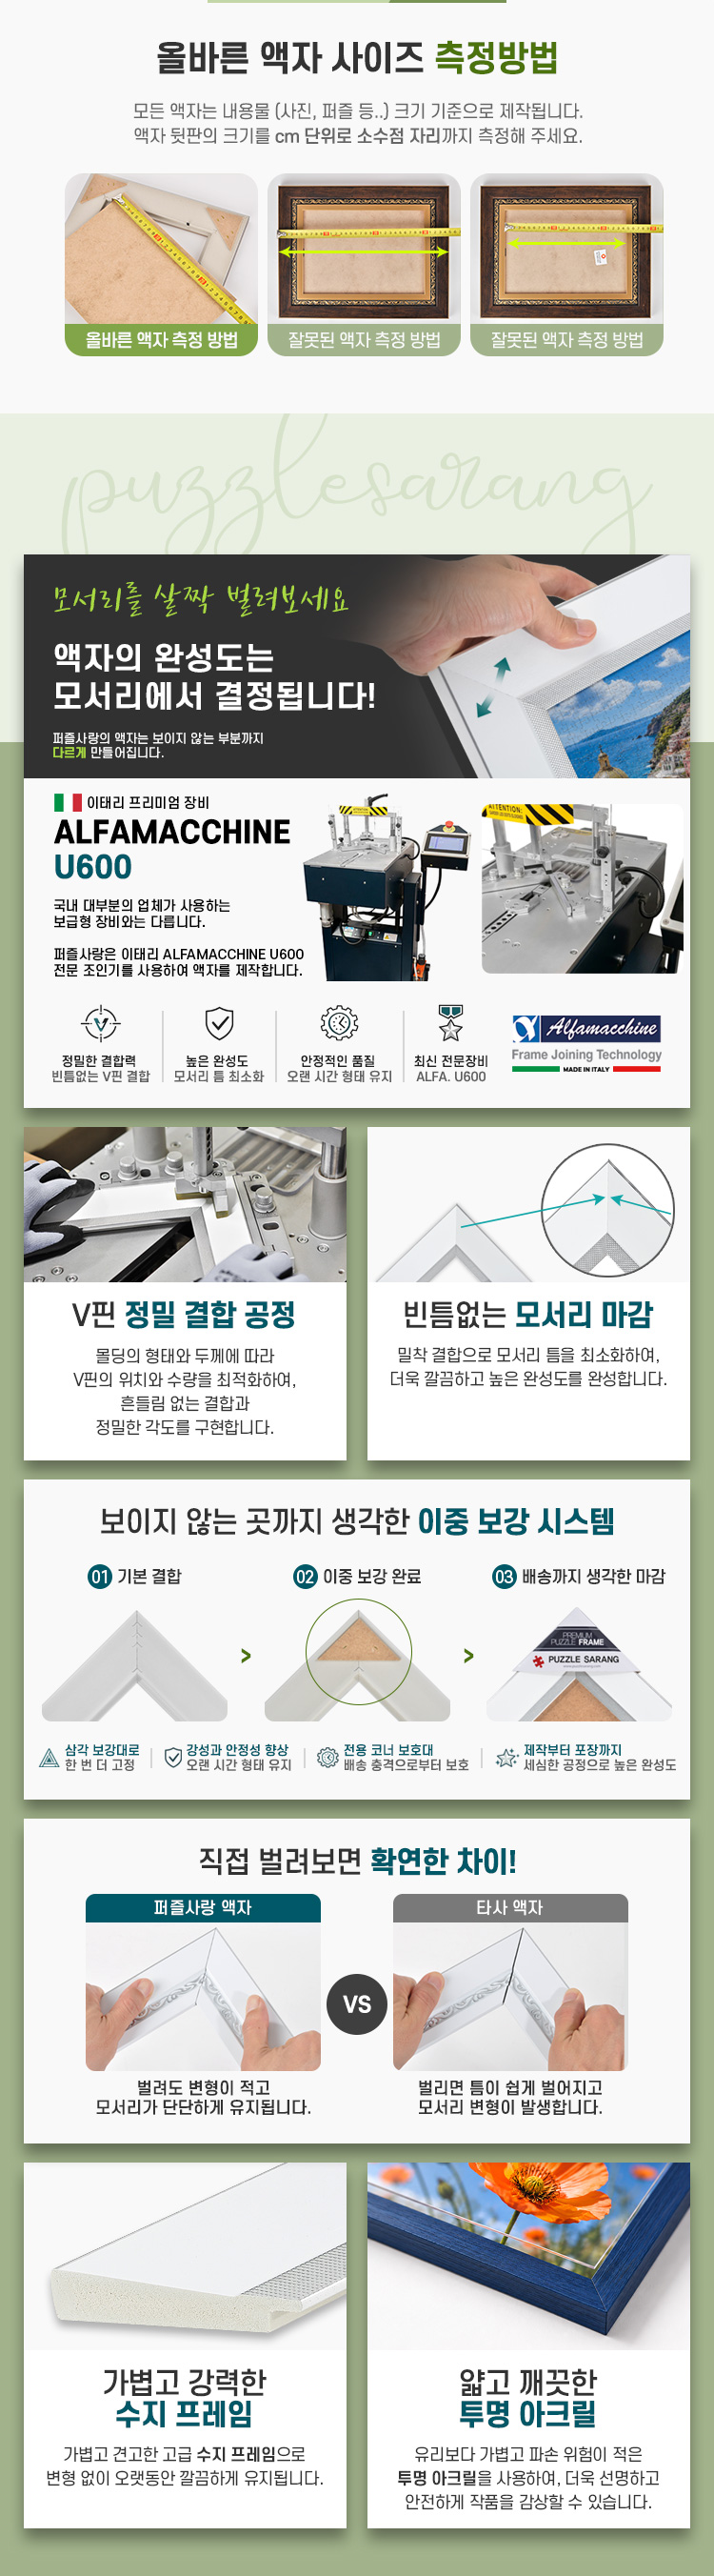 올바른 액자 사이즈 측정방법
모든 액자는 내용물 (사진, 퍼즐 등..) 크기 기준으로 제작됩니다.
액자 뒷판의 크기를 cm 단위로 소수점 자리까지 측정해 주세요.
올바른 액자 측정 방법
잘못된 액자 측정 방법
잘못된 액자 측정 방법
puzzlesarang
모서리를 살짝 벌려보세요
액자의 완성도는
모서리에서 결정됩니다!
퍼즐사랑의 액자는 보이지 않는 부분까지
다르게 만들어집니다.
이태리 프리미엄 장비
ALFAMACCHINE
U600
국내 대부분의 업체가 사용하는
보급형 장비와는 다릅니다.
퍼즐사랑은 이태리 ALFAMACCHINE U600
전문 조인기를 사용하여 액자를 제작합니다.
ATTENTION:
정밀한 결합력
빈틈없는 V핀 결합
높은 완성도
모서리 틈 최소화
안정적인 품질
오랜 시간 형태 유지
최신 전문장비
ALFA. U600
Alfamacchine
Frame Joining Technology
MADE IN ITALY
V핀 정밀 결합 공정
몰딩의 형태와 두께에 따라
V핀의 위치와 수량을 최적화하여,
흔들림 없는 결합과
정밀한 각도를 구현합니다.
빈틈없는 모서리 마감
밀착 결합으로 모서리 틈을 최소화하여,
더욱 깔끔하고 높은 완성도를 완성합니다.
보이지 않는 곳까지 생각한 이중 보강 시스템
01 기본 결합
02 이중 보강 완료
03 배송까지 생각한 마감
>
>
PREMIUM
PUZZLE FRAME
PUZZLE SARANG
삼각 보강대로
한 번 더 고정
강성과 안정성 향상
오랜 시간 형태 유지
전용 코너 보호대
배송 충격으로부터 보호
제작부터 포장까지
세심한 공정으로 높은 완성도
직접 벌려보면 확연한 차이!
퍼즐사랑 액자
VS
타사 액자
벌려도 변형이 적고
모서리가 단단하게 유지됩니다.
벌리면 틈이 쉽게 벌어지고
모서리 변형이 발생합니다.
가볍고 강력한
수지 프레임
가볍고 견고한 고급 수지 프레임으로
변형 없이 오랫동안 깔끔하게 유지됩니다.
얇고 깨끗한
투명 아크릴
유리보다 가볍고 파손 위험이 적은
투명 아크릴을 사용하여, 더욱 선명하고
안전하게 작품을 감상할 수 있습니다.